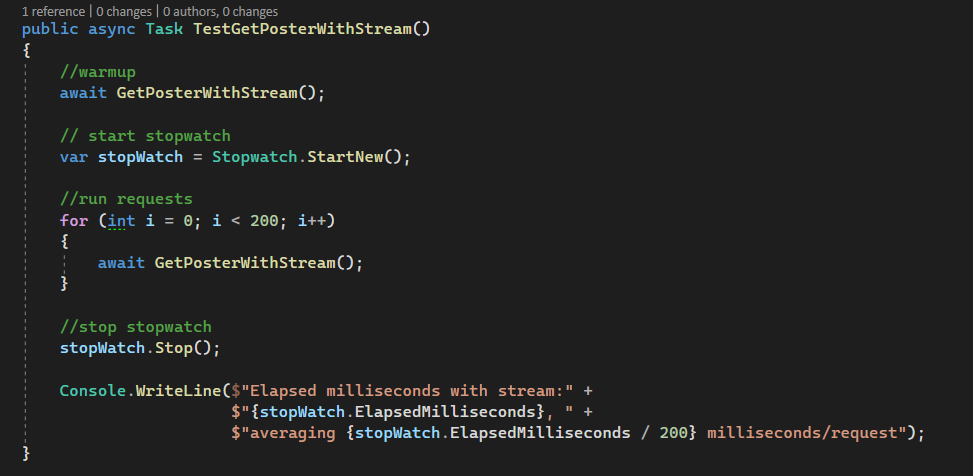 1 reference | 0 changes | 0 authors, 0 changes
public async Task TestGetPosterWithStream()
{
    //warmup
    await GetPosterWithStream();

    // start stopwatch
    var stopWatch = Stopwatch.StartNew();

    //run requests
    for (int i = 0; i < 200; i++)
    {
        await GetPosterWithStream();
    }

    //stop stopwatch
    stopWatch.Stop();

    Console.WriteLine($"Elapsed milliseconds with stream:" +
                      $"{stopWatch.ElapsedMilliseconds}, " +
                      $"averaging {stopWatch.ElapsedMilliseconds / 200} milliseconds/request");
}